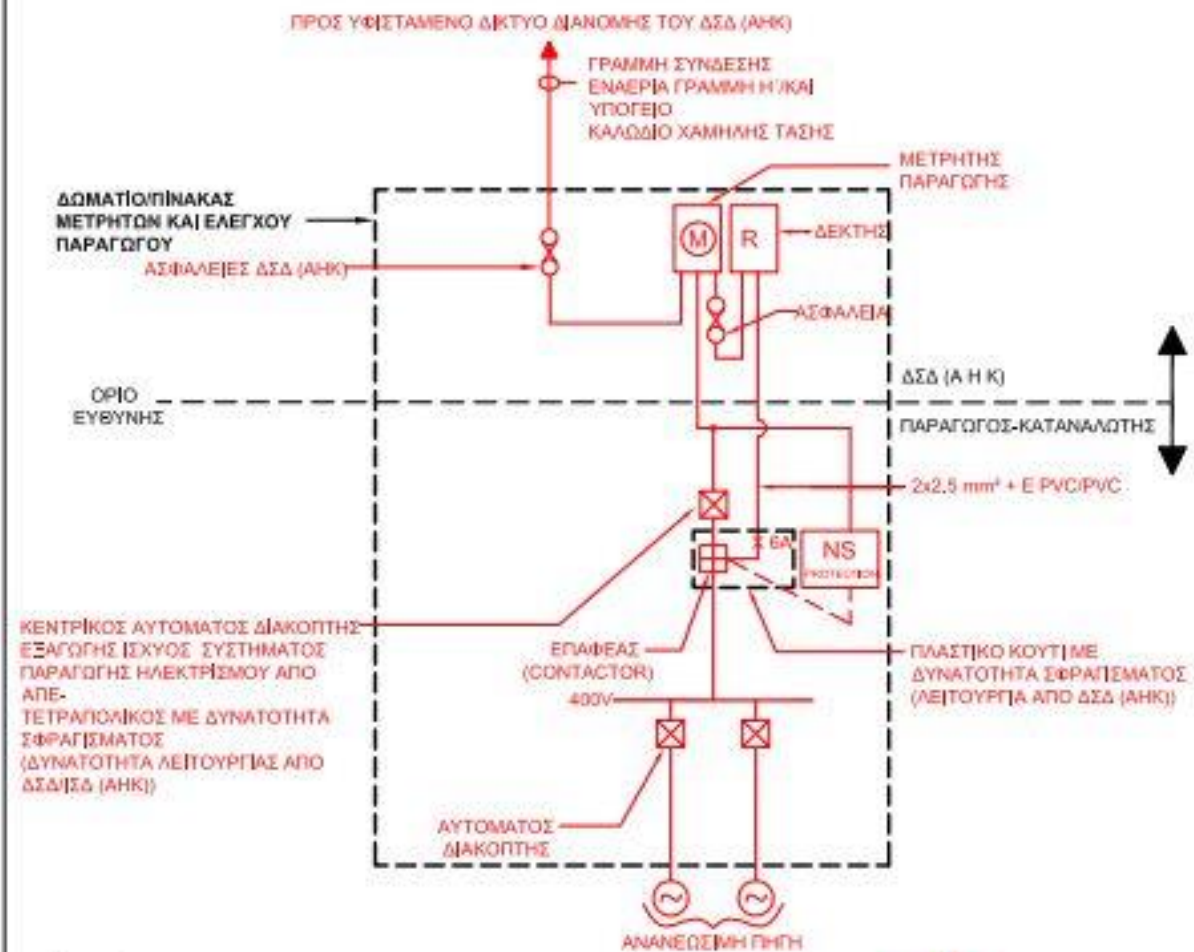 ΠΡΟΣ ΥΦΙΣΤΑΜΕΝΟ ΔΙΚΤΥΟ ΔΙΑΝΟΜΗΣ ΤΟΥ ΔΣΔ (ΑΗΚ)
ΓΡΑΜΜΗ ΣΥΝΔΕΣΗΣ
ΕΝΑΕΡΙΑ ΓΡΑΜΜΗ Η΄/ΚΑΙ
ΥΠΟΓΕΙΟ
ΚΑΛΩΔΙΟ ΧΑΜΗΛΗΣ ΤΑΣΗΣ
ΜΕΤΡΗΤΗΣ
ΠΑΡΑΓΩΓΗΣ
ΔΩΜΑΤΙΟ/ΠΙΝΑΚΑΣ
ΜΕΤΡΗΤΩΝ ΚΑΙ ΕΛΕΓΧΟΥ
ΠΑΡΑΓΩΓΟΥ
M
R
ΔΕΚΤΗΣ
ΑΣΦΑΛΕΙΕΣ ΔΣΔ (ΑΗΚ)
ΑΣΦΑΛΕΙΑ
ΟΡΙΟ
ΕΥΘΥΝΗΣ
ΔΣΔ (Α Η Κ)
ΠΑΡΑΓΩΓΟΣ-ΚΑΤΑΝΑΛΩΤΗΣ
2x2,5 mm² + E PVC/PVC
6A
NS
PROTECTION
ΚΕΝΤΡΙΚΟΣ ΑΥΤΟΜΑΤΟΣ ΔΙΑΚΟΠΤΗΣ
ΕΞΑΓΩΓΗΣ ΙΣΧΥΟΣ ΣΥΣΤΗΜΑΤΟΣ
ΠΑΡΑΓΩΓΗΣ ΗΛΕΚΤΡΙΣΜΟΥ ΑΠΟ
ΑΠΕ-
ΤΕΤΡΑΠΟΛΙΚΟΣ ΜΕ ΔΥΝΑΤΟΤΗΤΑ
ΣΦΡΑΓΙΣΜΑΤΟΣ
(ΔΥΝΑΤΟΤΗΤΑ ΛΕΙΤΟΥΡΓΙΑΣ ΑΠΟ
ΔΣΔ/ΙΣΔ (ΑΗΚ))
ΕΠΑΦΕΑΣ
(CONTACTOR)
400V
ΠΛΑΣΤΙΚΟ ΚΟΥΤΙ ΜΕ
ΔΥΝΑΤΟΤΗΤΑ ΣΦΡΑΓΙΣΜΑΤΟΣ
(ΛΕΙΤΟΥΡΓΙΑ ΑΠΟ ΔΣΔ (ΑΗΚ))
ΑΥΤΟΜΑΤΟΣ
ΔΙΑΚΟΠΤΗΣ
ΑΝΑΝΕΩΣΙΜΗ ΠΗΓΗ